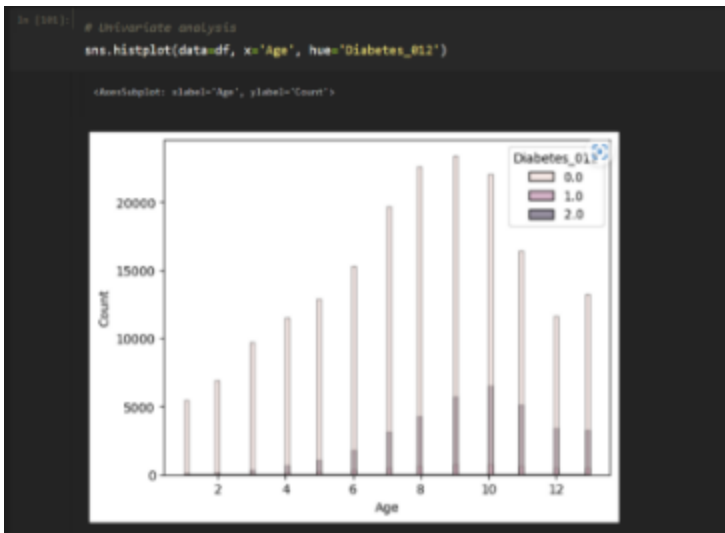 In [101]:
# Univariate analysis
sns.histplot(data=df, x='Age', hue='Diabetes_012')
<AxesSubplot: xlabel='Age', ylabel='Count'>
Diabetes_01
0.0
1.0
2.0
20000
15000
10000
5000
0
Count
2 4 6 8 10 12
Age